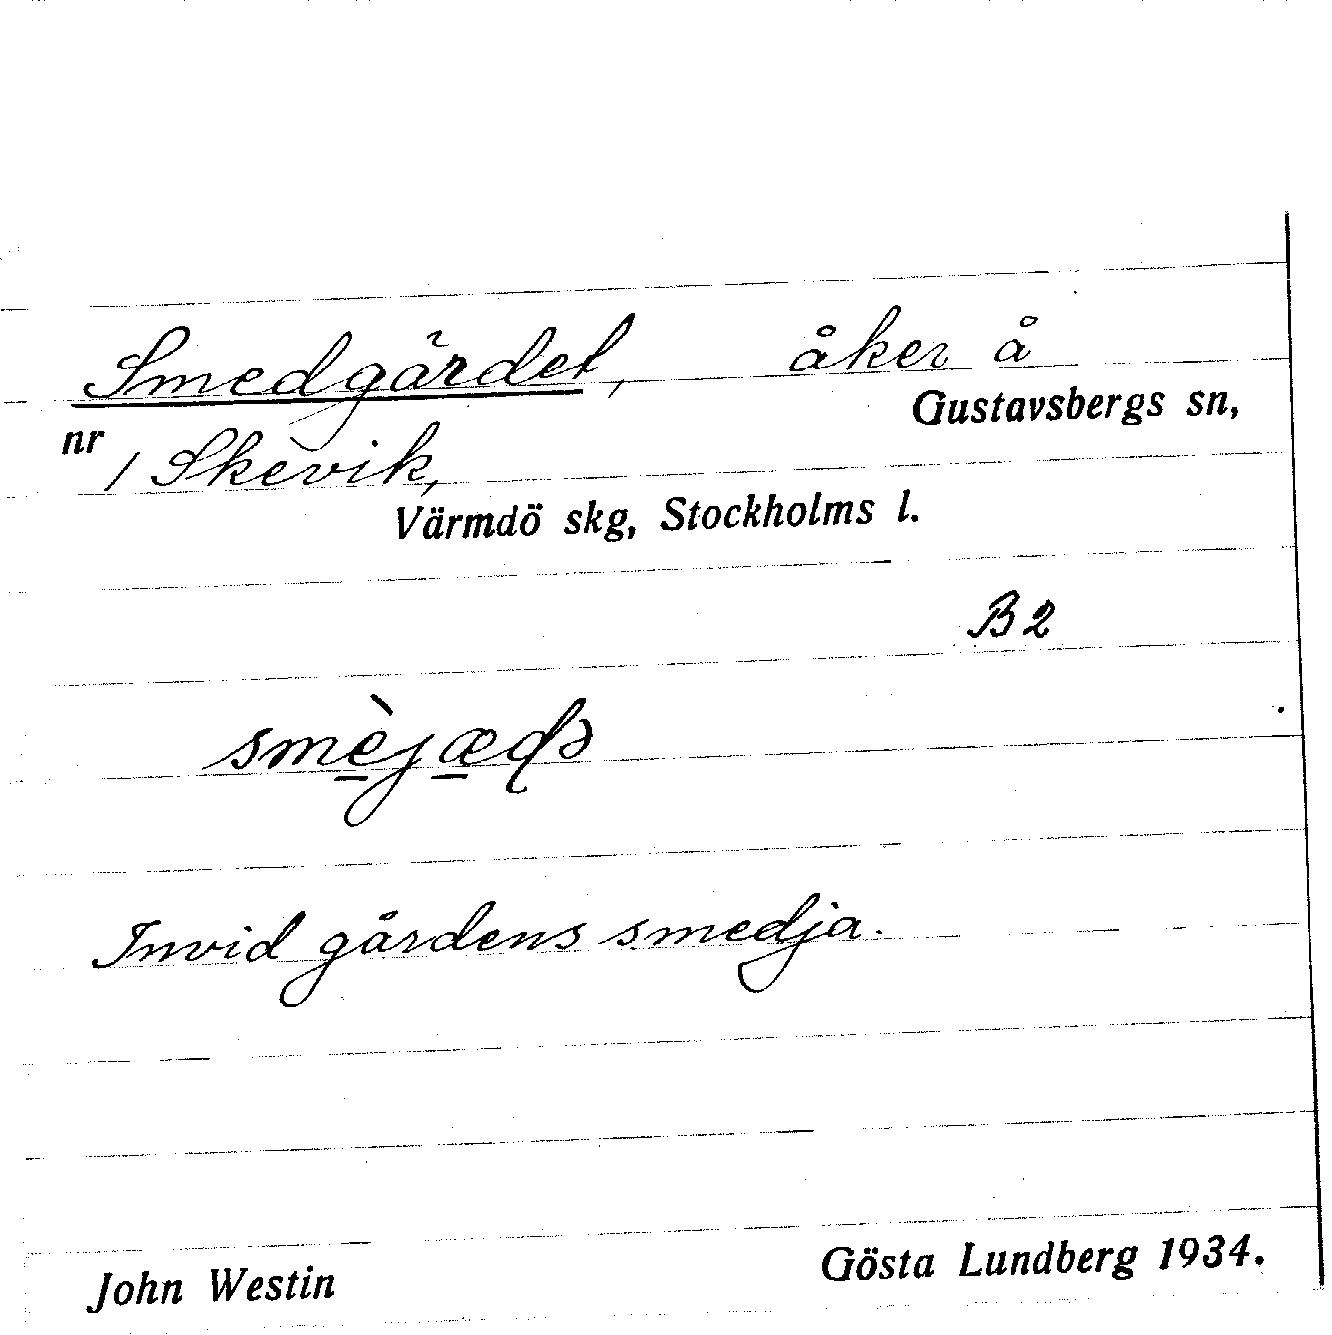 Smedgärdet, åker å
Gustavsbergs sn,
nr 1 Skevik,
Värmdö skg, Stockholms l.
B2
smèjæɖə
Invid gårdens smedja.
John Westin Gösta Lundberg 1934.